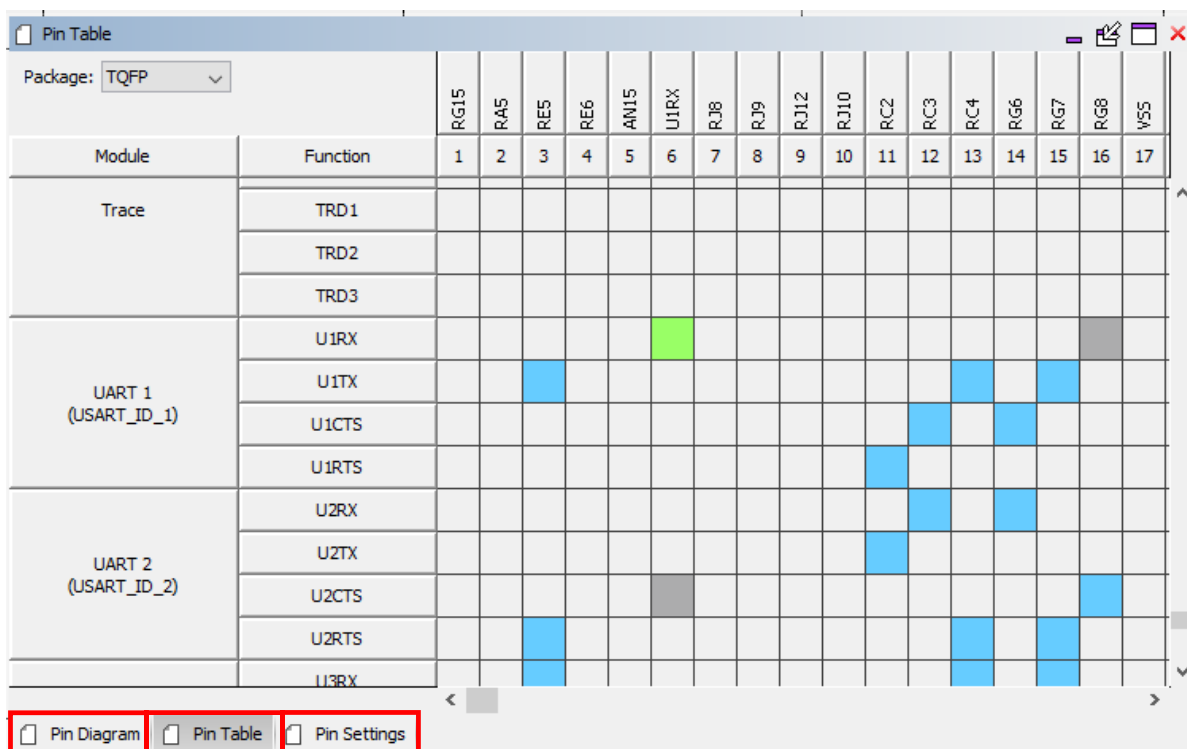 Pin Table
Package: TQFP
RG15 RA5 RE5 RE6 AN15 U1RX RJ8 RJ9 RJ12 RJ10 RC2 RC3 RC4 RG6 RG7 RG8 VSS
Module Function 1 2 3 4 5 6 7 8 9 10 11 12 13 14 15 16 17
Trace TRD1
TRD2
TRD3
UART 1
(USART_ID_1)
U1RX
U1TX
U1CTS
U1RTS
UART 2
(USART_ID_2)
U2RX
U2TX
U2CTS
U2RTS
U3RX
Pin Diagram Pin Table Pin Settings